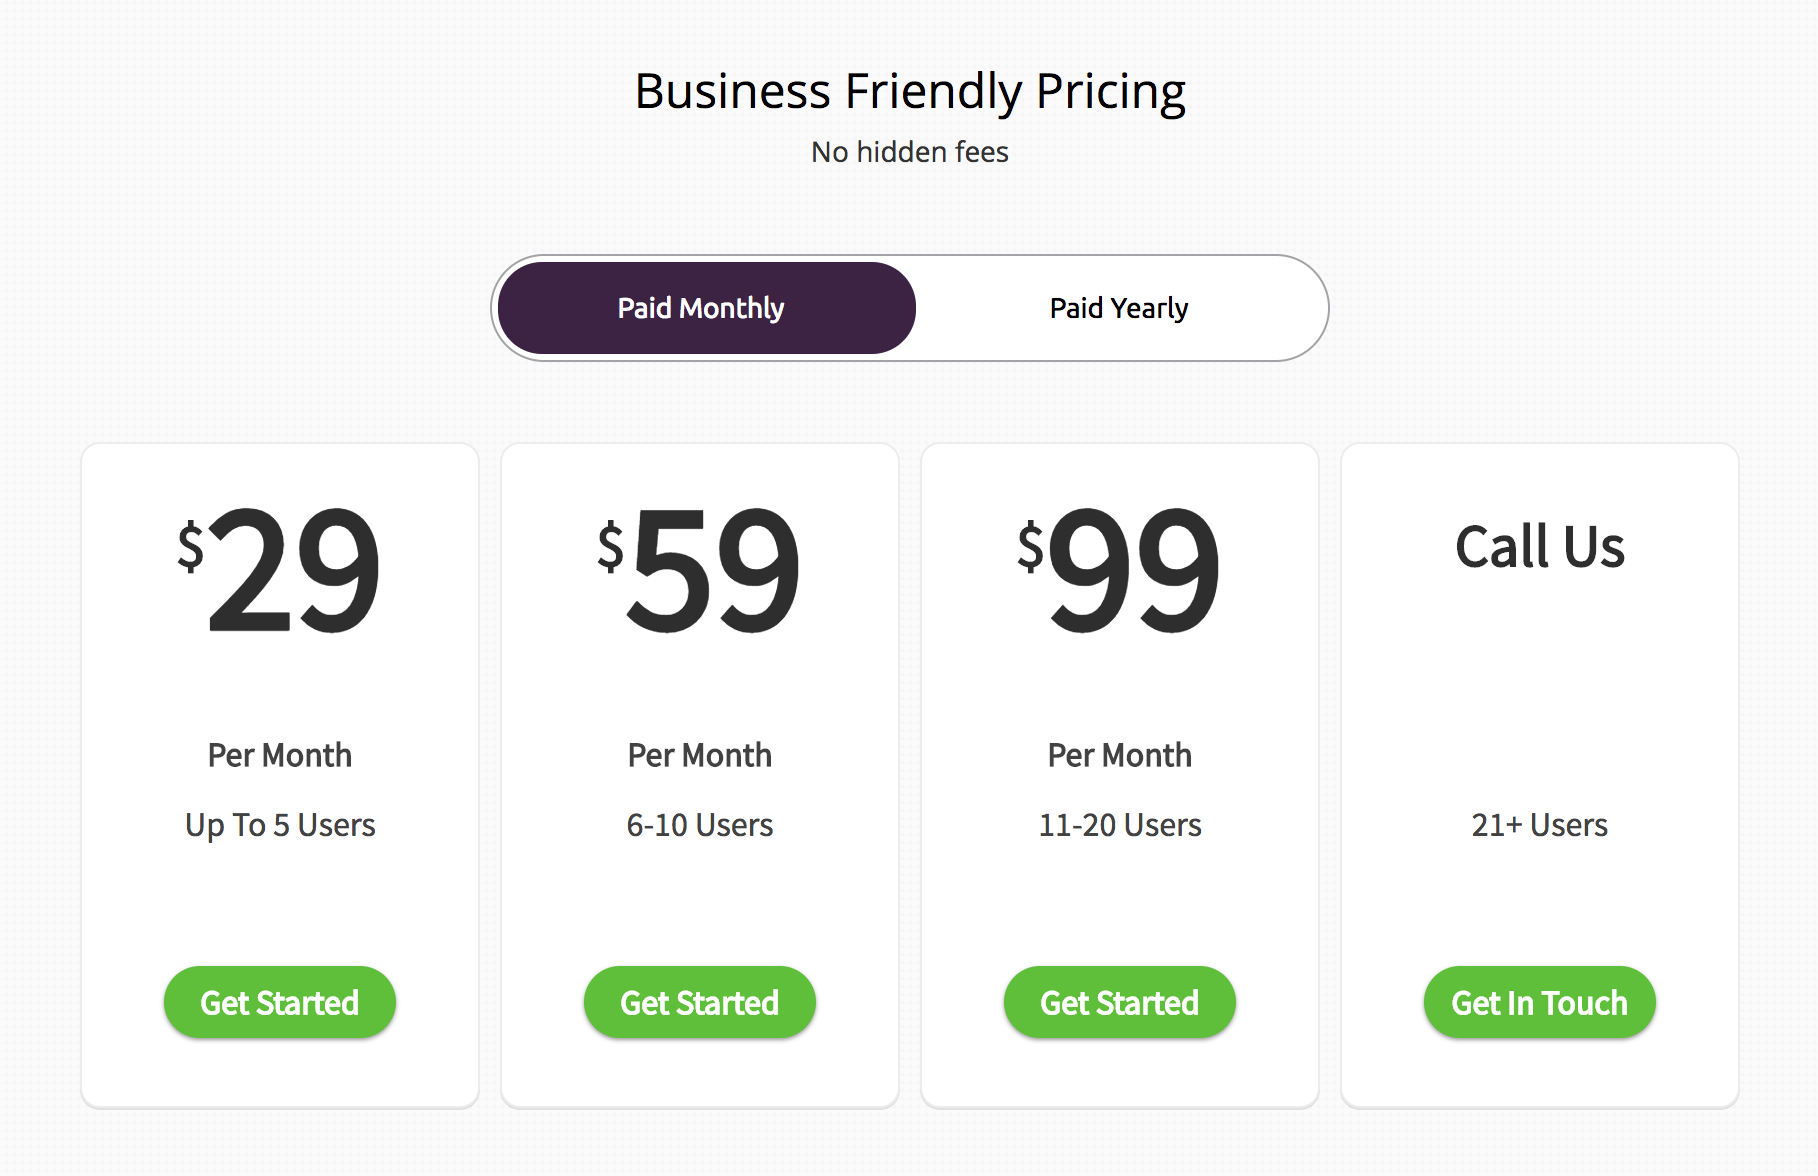 Business Friendly Pricing
No hidden fees
Paid Monthly
Paid Yearly
$29
Per Month
Up To 5 Users
Get Started
$59
Per Month
6-10 Users
Get Started
$99
Per Month
11-20 Users
Get Started
Call Us
21+ Users
Get In Touch